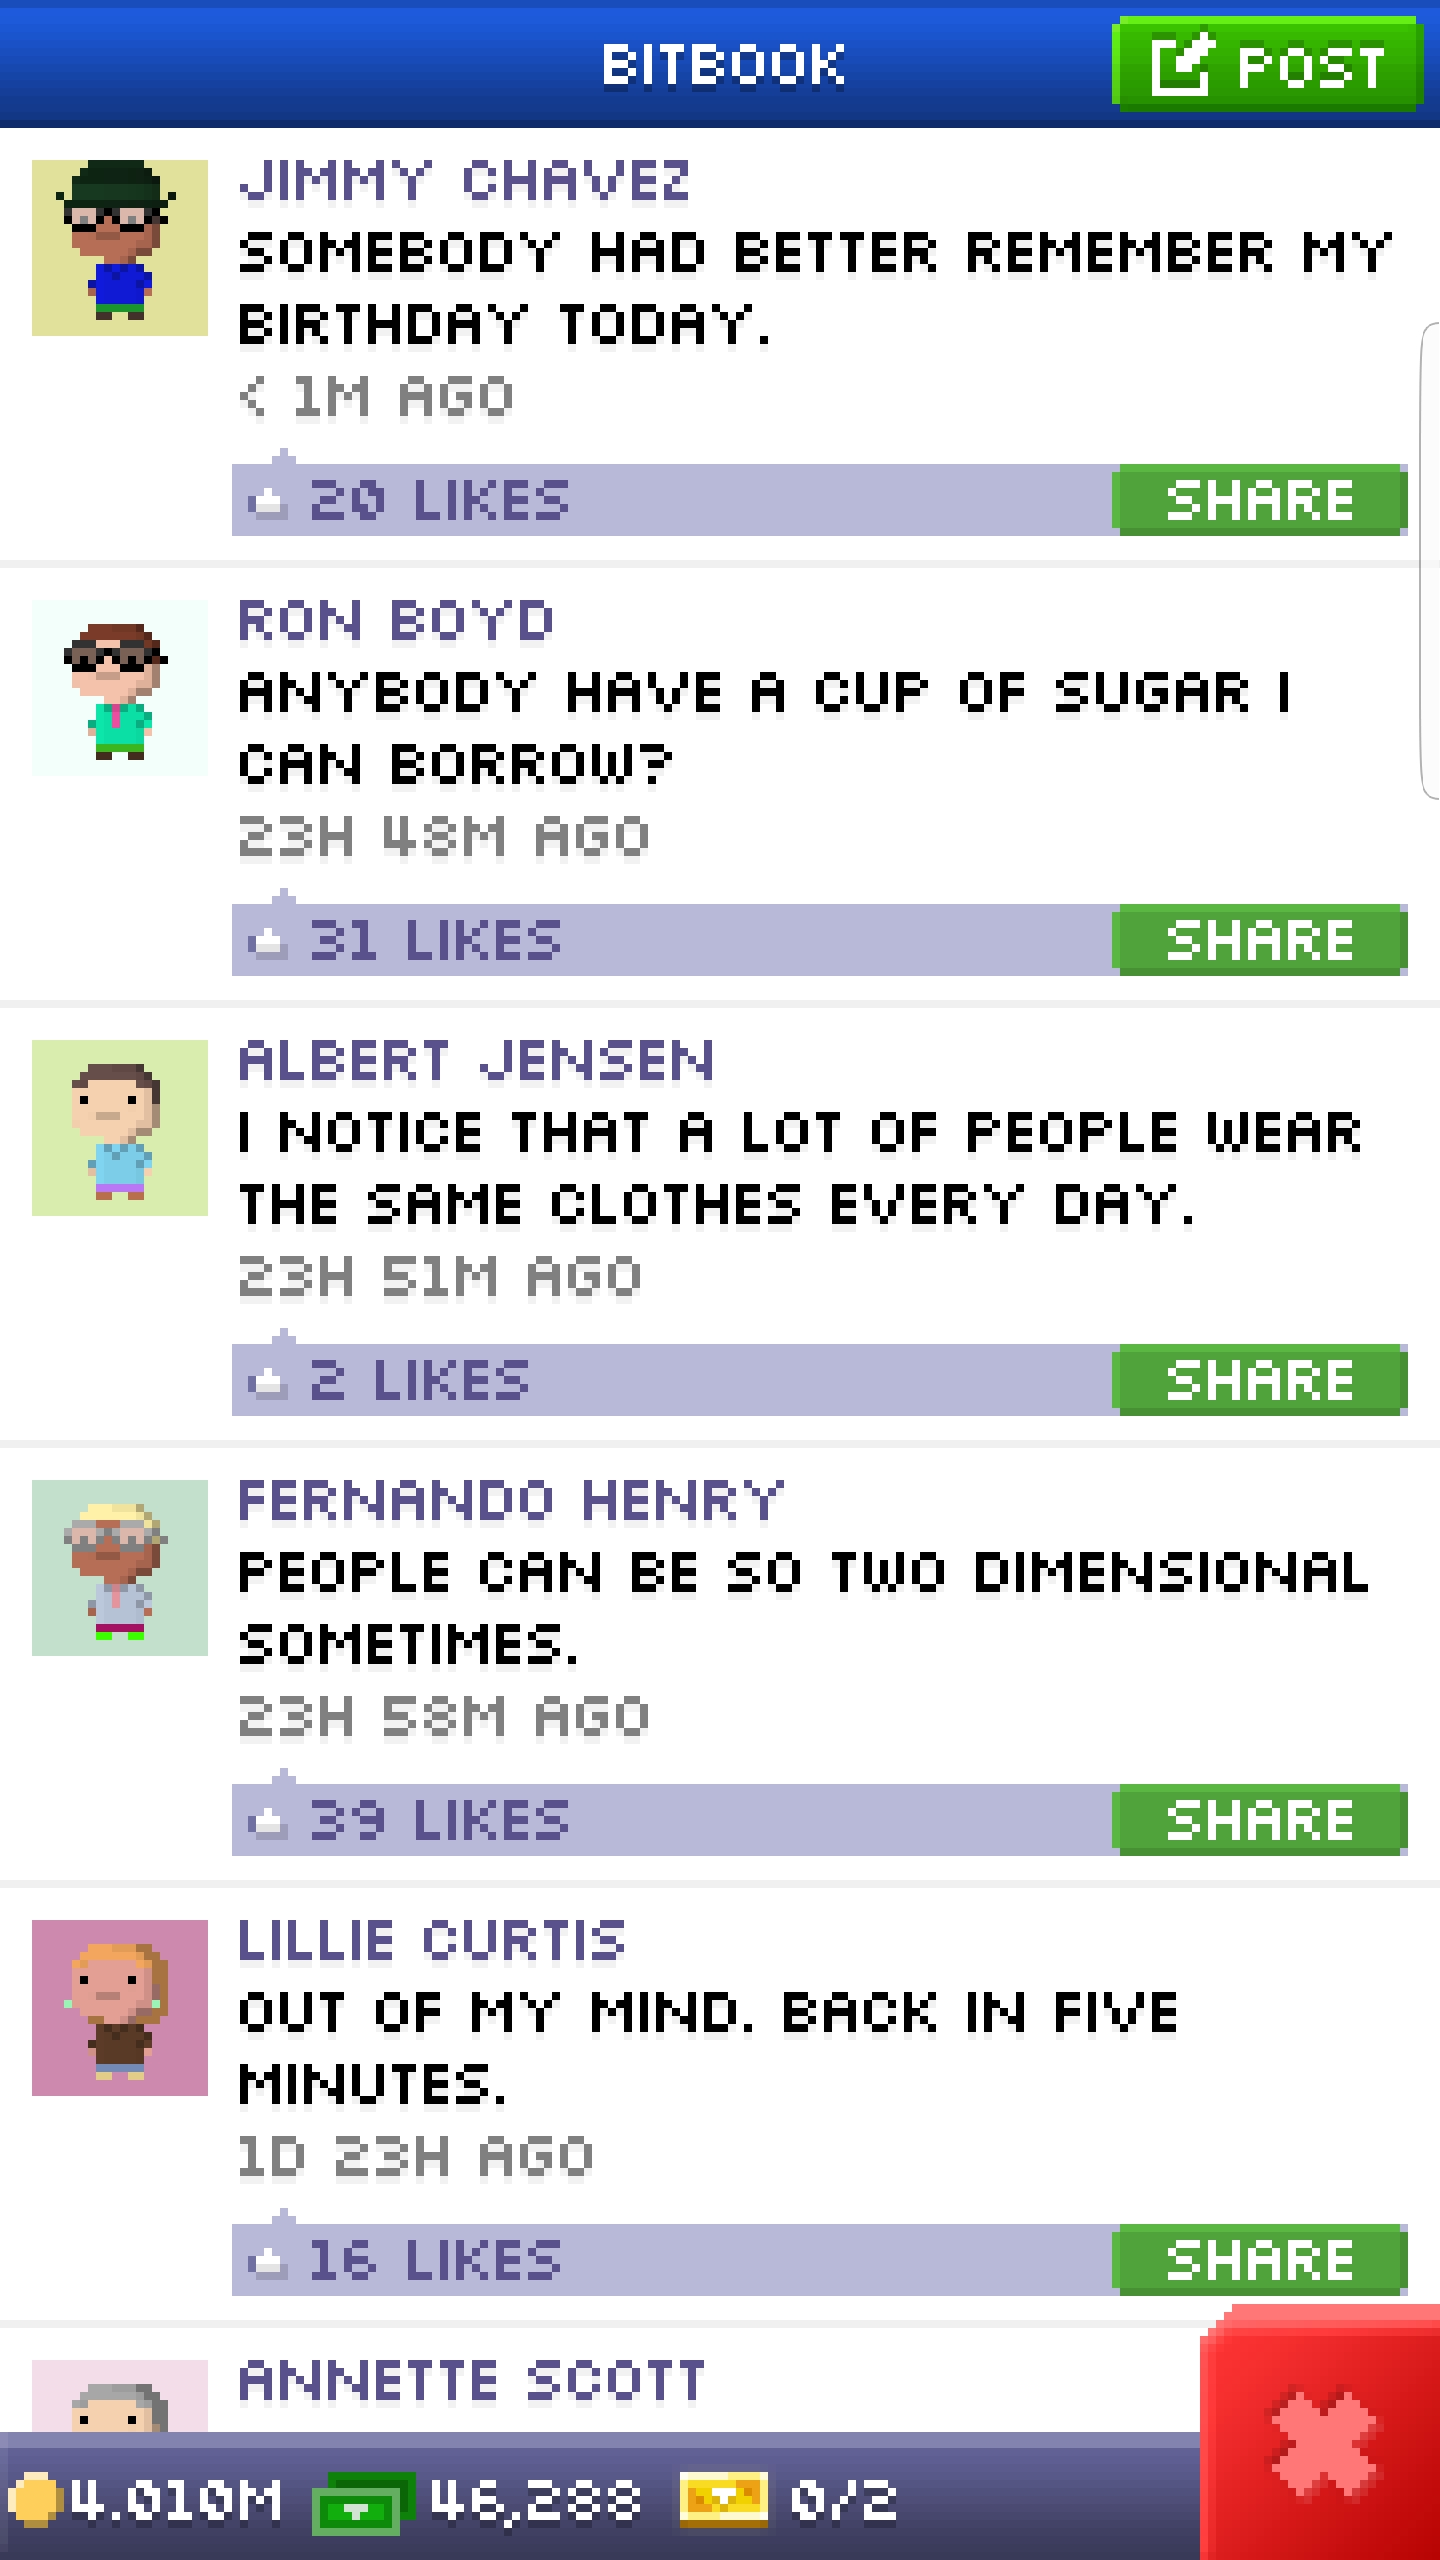 BITBOOK
POST
JIMMY CHAVEZ
SOMEBODY HAD BETTER REMEMBER MY
BIRTHDAY TODAY.
< 1M AGO
20 LIKES
SHARE
RON BOYD
ANYBODY HAVE A CUP OF SUGAR I
CAN BORROW?
23H 48M AGO
31 LIKES
SHARE
ALBERT JENSEN
I NOTICE THAT A LOT OF PEOPLE WEAR
THE SAME CLOTHES EVERY DAY.
23H 51M AGO
2 LIKES
SHARE
FERNANDO HENRY
PEOPLE CAN BE SO TWO DIMENSIONAL
SOMETIMES.
23H 58M AGO
39 LIKES
SHARE
LILLIE CURTIS
OUT OF MY MIND. BACK IN FIVE
MINUTES.
1D 23H AGO
16 LIKES
SHARE
ANNETTE SCOTT
4.010M 46,288 0/2